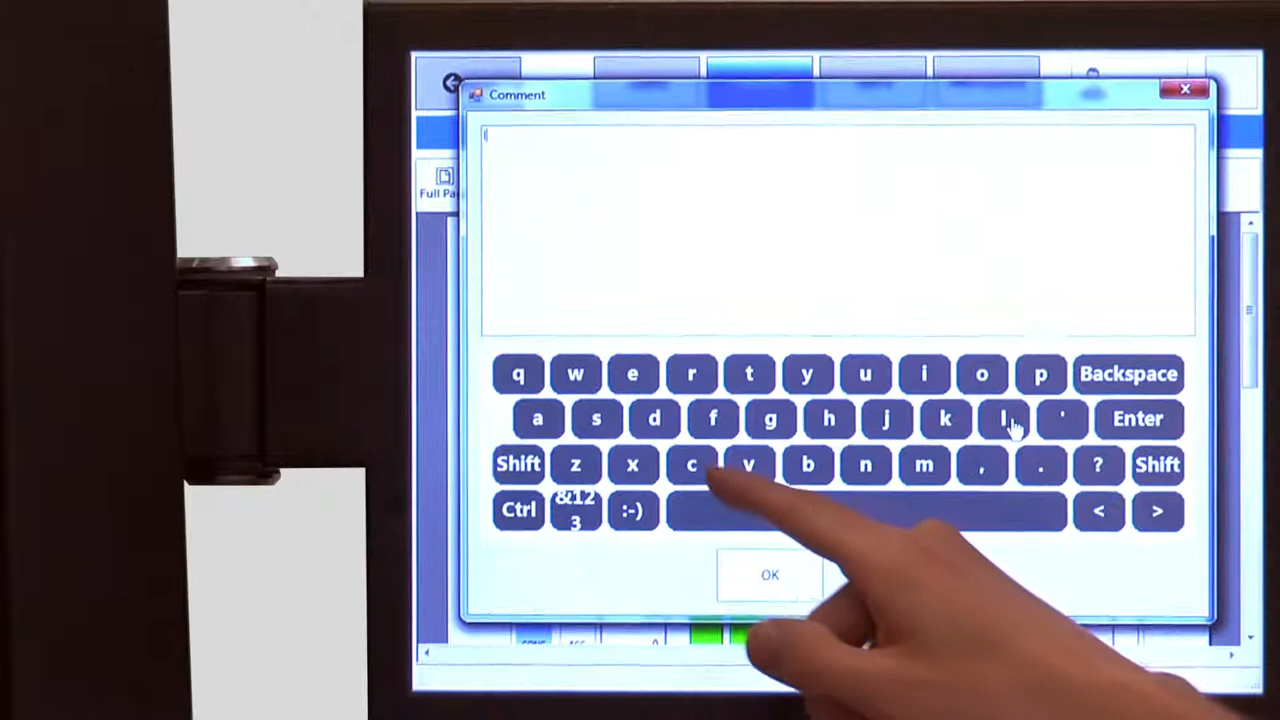 Comment
Full Pa
l
q w e r t y u i o p Backspace
a s d f g h j k l ' Enter
Shift z x c v b n m , . ? Shift
Ctrl &123 :-) < >
OK